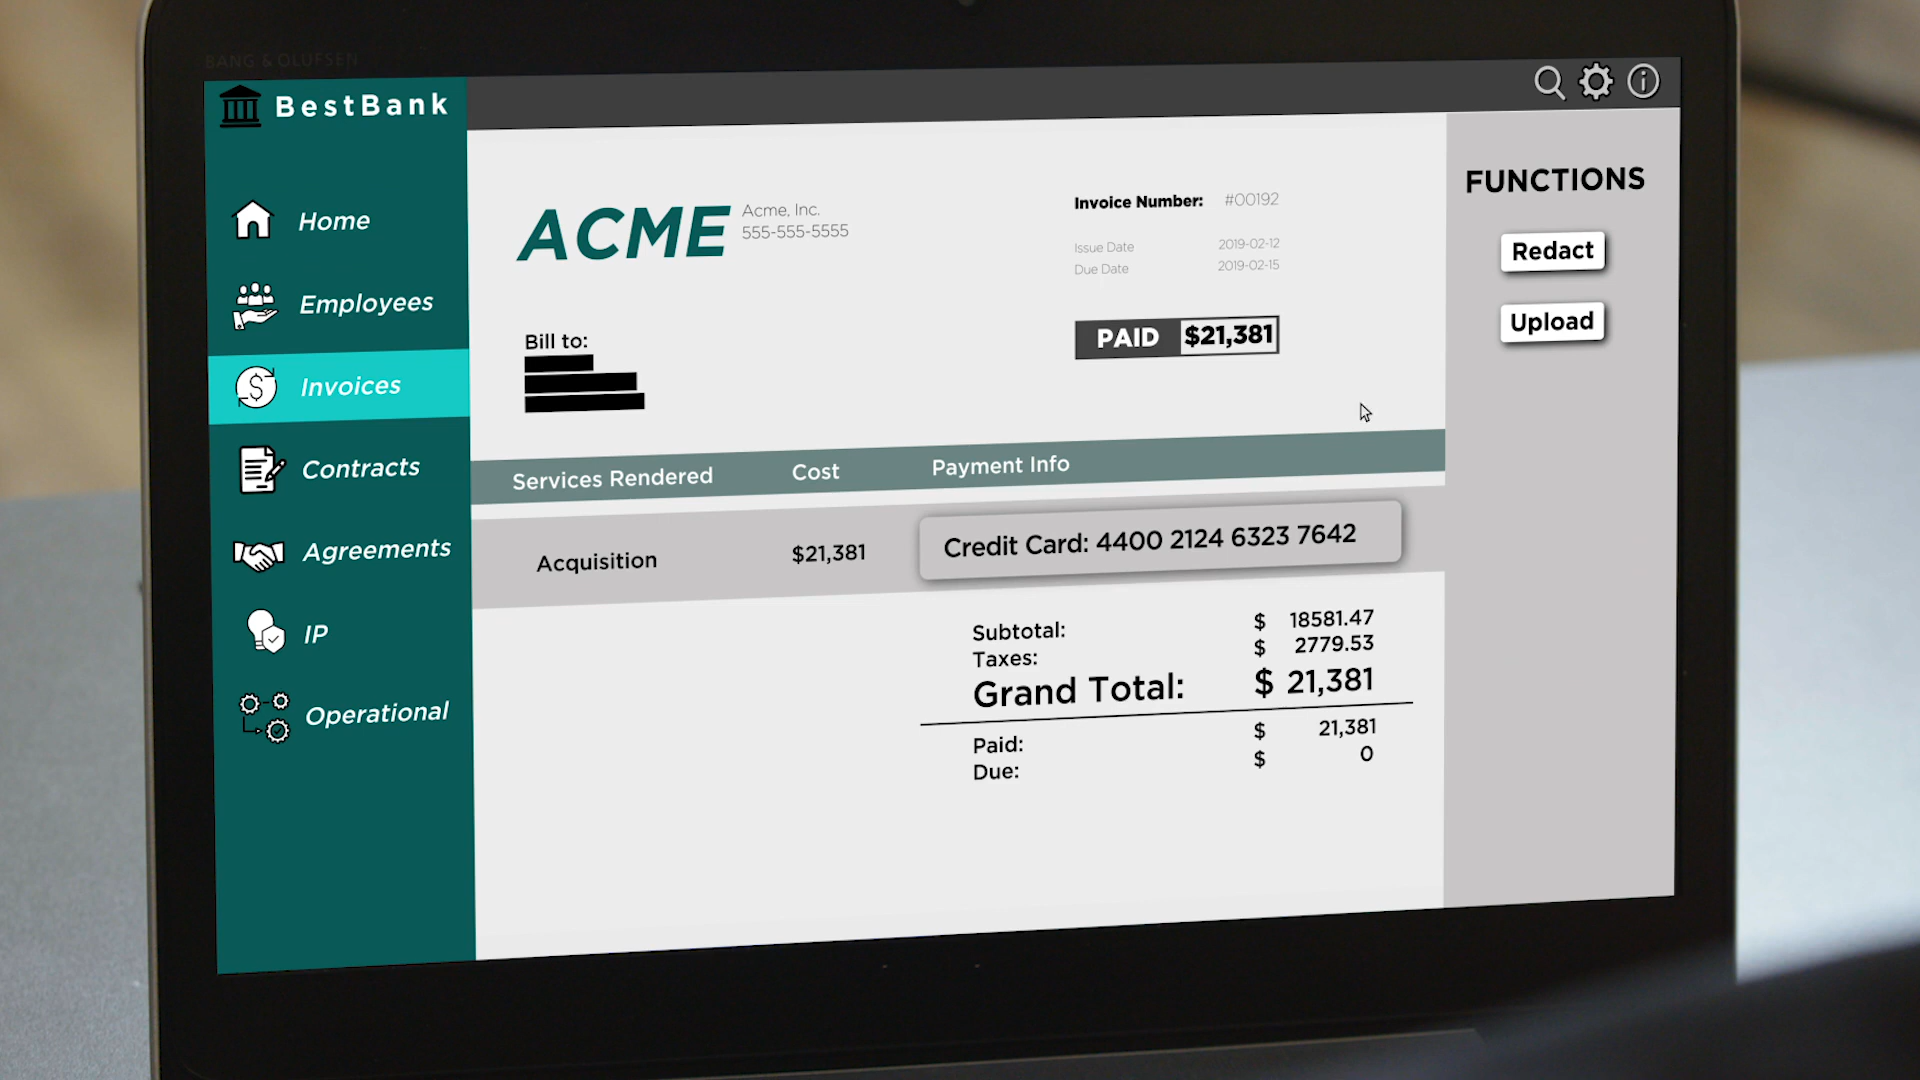 BANG & OLUFSEN
BestBank
Home
Employees
Invoices
Contracts
Agreements
IP
Operational
ACME
Acme, Inc.
555-555-5555
Invoice Number: #00192
Issue Date 2019-02-12
Due Date 2019-02-15
PAID $21,381
Bill to:
Services Rendered Cost Payment Info
Acquisition $21,381 Credit Card: 4400 2124 6323 7642
Subtotal: $ 18581.47
Taxes: $ 2779.53
Grand Total: $ 21,381
Paid: $ 21,381
Due: $ 0
FUNCTIONS
Redact
Upload